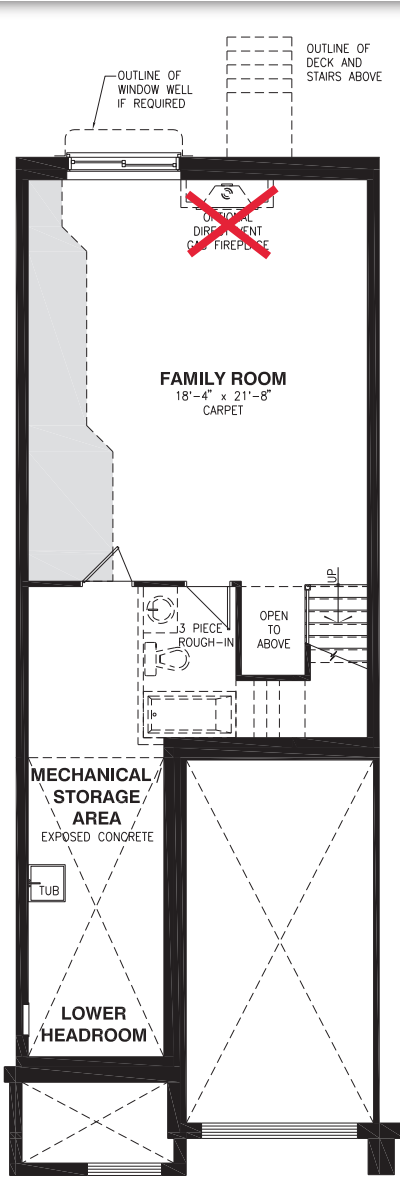 OUTLINE OF
DECK AND
STAIRS ABOVE
OUTLINE OF
WINDOW WELL
IF REQUIRED
OPTIONAL
DIRECT VENT
GAS FIREPLACE
FAMILY ROOM
18'-4" x 21'-8"
CARPET
UP
3 PIECE
ROUGH-IN
OPEN
TO
ABOVE
MECHANICAL
STORAGE
AREA
EXPOSED CONCRETE
TUB
LOWER
HEADROOM